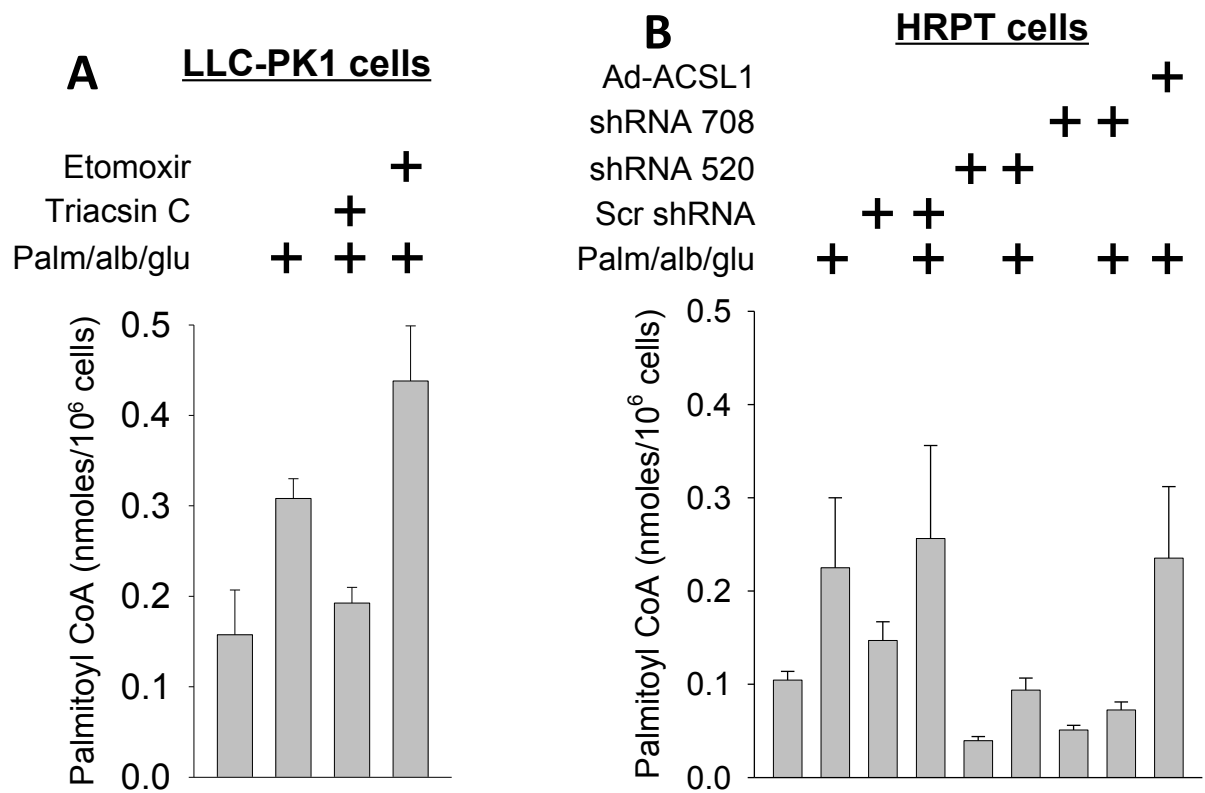 A
LLC-PK1 cells
Etomoxir +
Triacsin C +
Palm/alb/glu + + +
Palmitoyl CoA (nmoles/10⁶ cells)
0.5
0.4
0.3
0.2
0.1
0.0
B
HRPT cells
Ad-ACSL1 +
shRNA 708 + +
shRNA 520 + +
Scr shRNA + +
Palm/alb/glu + + + + +
Palmitoyl CoA (nmoles/10⁶ cells)
0.5
0.4
0.3
0.2
0.1
0.0